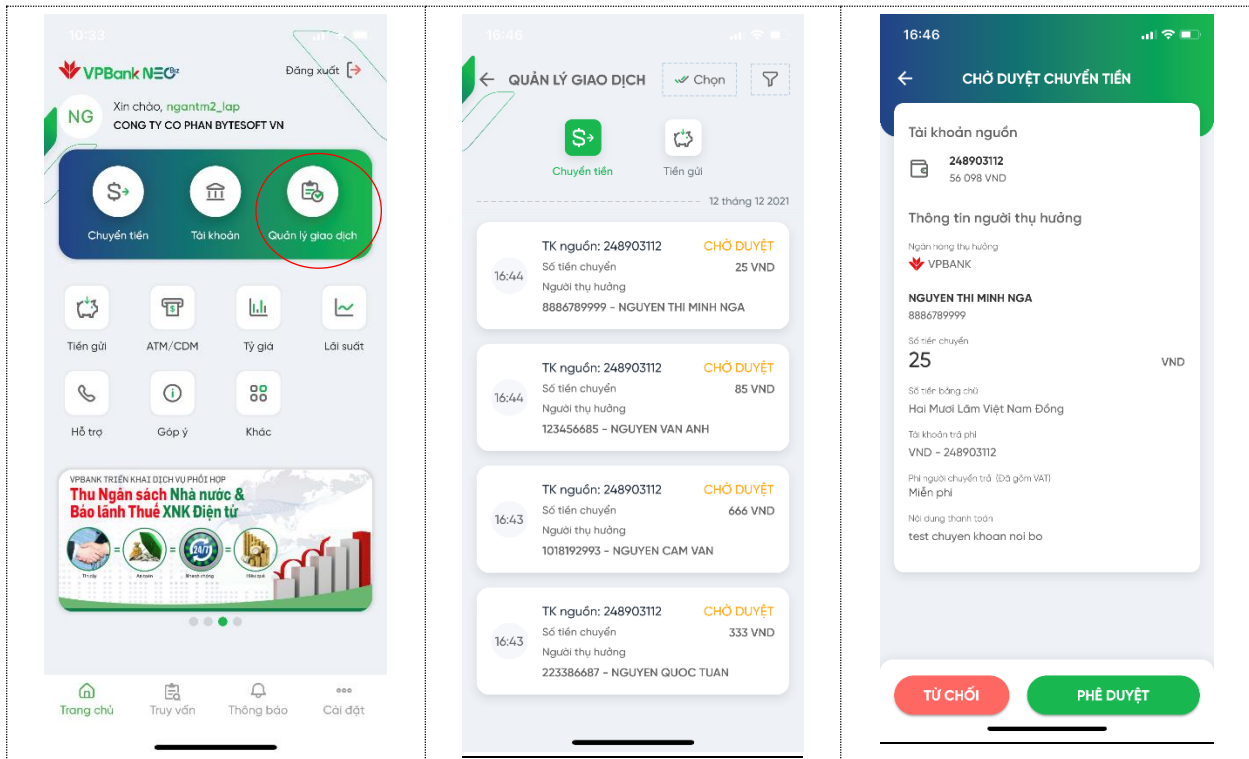 10:33
VPBank NEOBiz
Đăng xuất
NG
Xin chào, ngantm2_lap
CONG TY CO PHAN BYTESOFT VN
Chuyển tiền
Tài khoản
Quản lý giao dịch
Tiền gửi
ATM/CDM
Tỷ giá
Lãi suất
Hỗ trợ
Góp ý
Khác
VPBANK TRIỂN KHAI DỊCH VỤ PHỐI HỢP
Thu Ngân sách Nhà nước &
Bảo lãnh Thuế XNK Điện tử
24/7
Tin cậy
An toàn
Nhanh chóng
Hiệu quả
Trang chủ
Truy vấn
Thông báo
Cài đặt
16:46
QUẢN LÝ GIAO DỊCH
Chọn
Chuyển tiền
Tiền gửi
12 tháng 12 2021
TK nguồn: 248903112 CHỜ DUYỆT
16:44
Số tiền chuyển 25 VND
Người thụ hưởng
8886789999 - NGUYEN THI MINH NGA
TK nguồn: 248903112 CHỜ DUYỆT
16:44
Số tiền chuyển 85 VND
Người thụ hưởng
123456685 - NGUYEN VAN ANH
TK nguồn: 248903112 CHỜ DUYỆT
16:43
Số tiền chuyển 666 VND
Người thụ hưởng
1018192993 - NGUYEN CAM VAN
TK nguồn: 248903112 CHỜ DUYỆT
16:43
Số tiền chuyển 333 VND
Người thụ hưởng
223386687 - NGUYEN QUOC TUAN
16:46
CHỜ DUYỆT CHUYỂN TIỀN
Tài khoản nguồn
248903112
56 098 VND
Thông tin người thụ hưởng
Ngân hàng thụ hưởng
VPBANK
NGUYEN THI MINH NGA
8886789999
Số tiền chuyển
25 VND
Số tiền bằng chữ
Hai Mươi Lăm Việt Nam Đồng
Tài khoản trả phí
VND - 248903112
Phí người chuyển trả (Đã gồm VAT)
Miễn phí
Nội dung thanh toán
test chuyen khoan noi bo
TỪ CHỐI
PHÊ DUYỆT